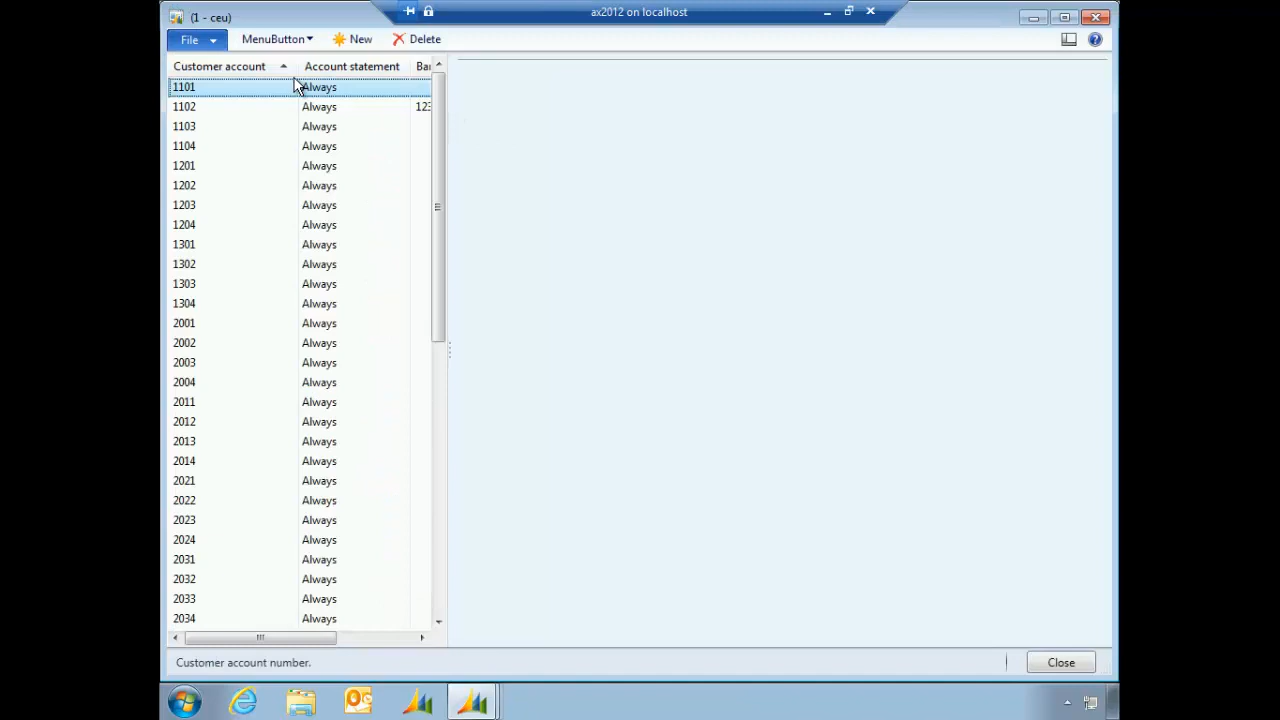 ax2012 on localhost
(1 - ceu)
File MenuButton New Delete
Customer account Account statement Ba
1101 Always
1102 Always 123
1103 Always
1104 Always
1201 Always
1202 Always
1203 Always
1204 Always
1301 Always
1302 Always
1303 Always
1304 Always
2001 Always
2002 Always
2003 Always
2004 Always
2011 Always
2012 Always
2013 Always
2014 Always
2021 Always
2022 Always
2023 Always
2024 Always
2031 Always
2032 Always
2033 Always
2034 Always
Customer account number. Close